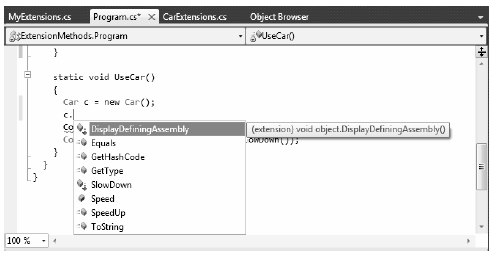 MyExtensions.cs Program.cs* CarExtensions.cs Object Browser
ExtensionMethods.Program UseCar()
}
static void UseCar()
{
Car c = new Car();
c.
Co DisplayDefiningAssembly (extension) void object.DisplayDefiningAssembly()
Co Equals owDown());
} GetHashCode
} GetType
} SlowDown
Speed
SpeedUp
ToString
100 %